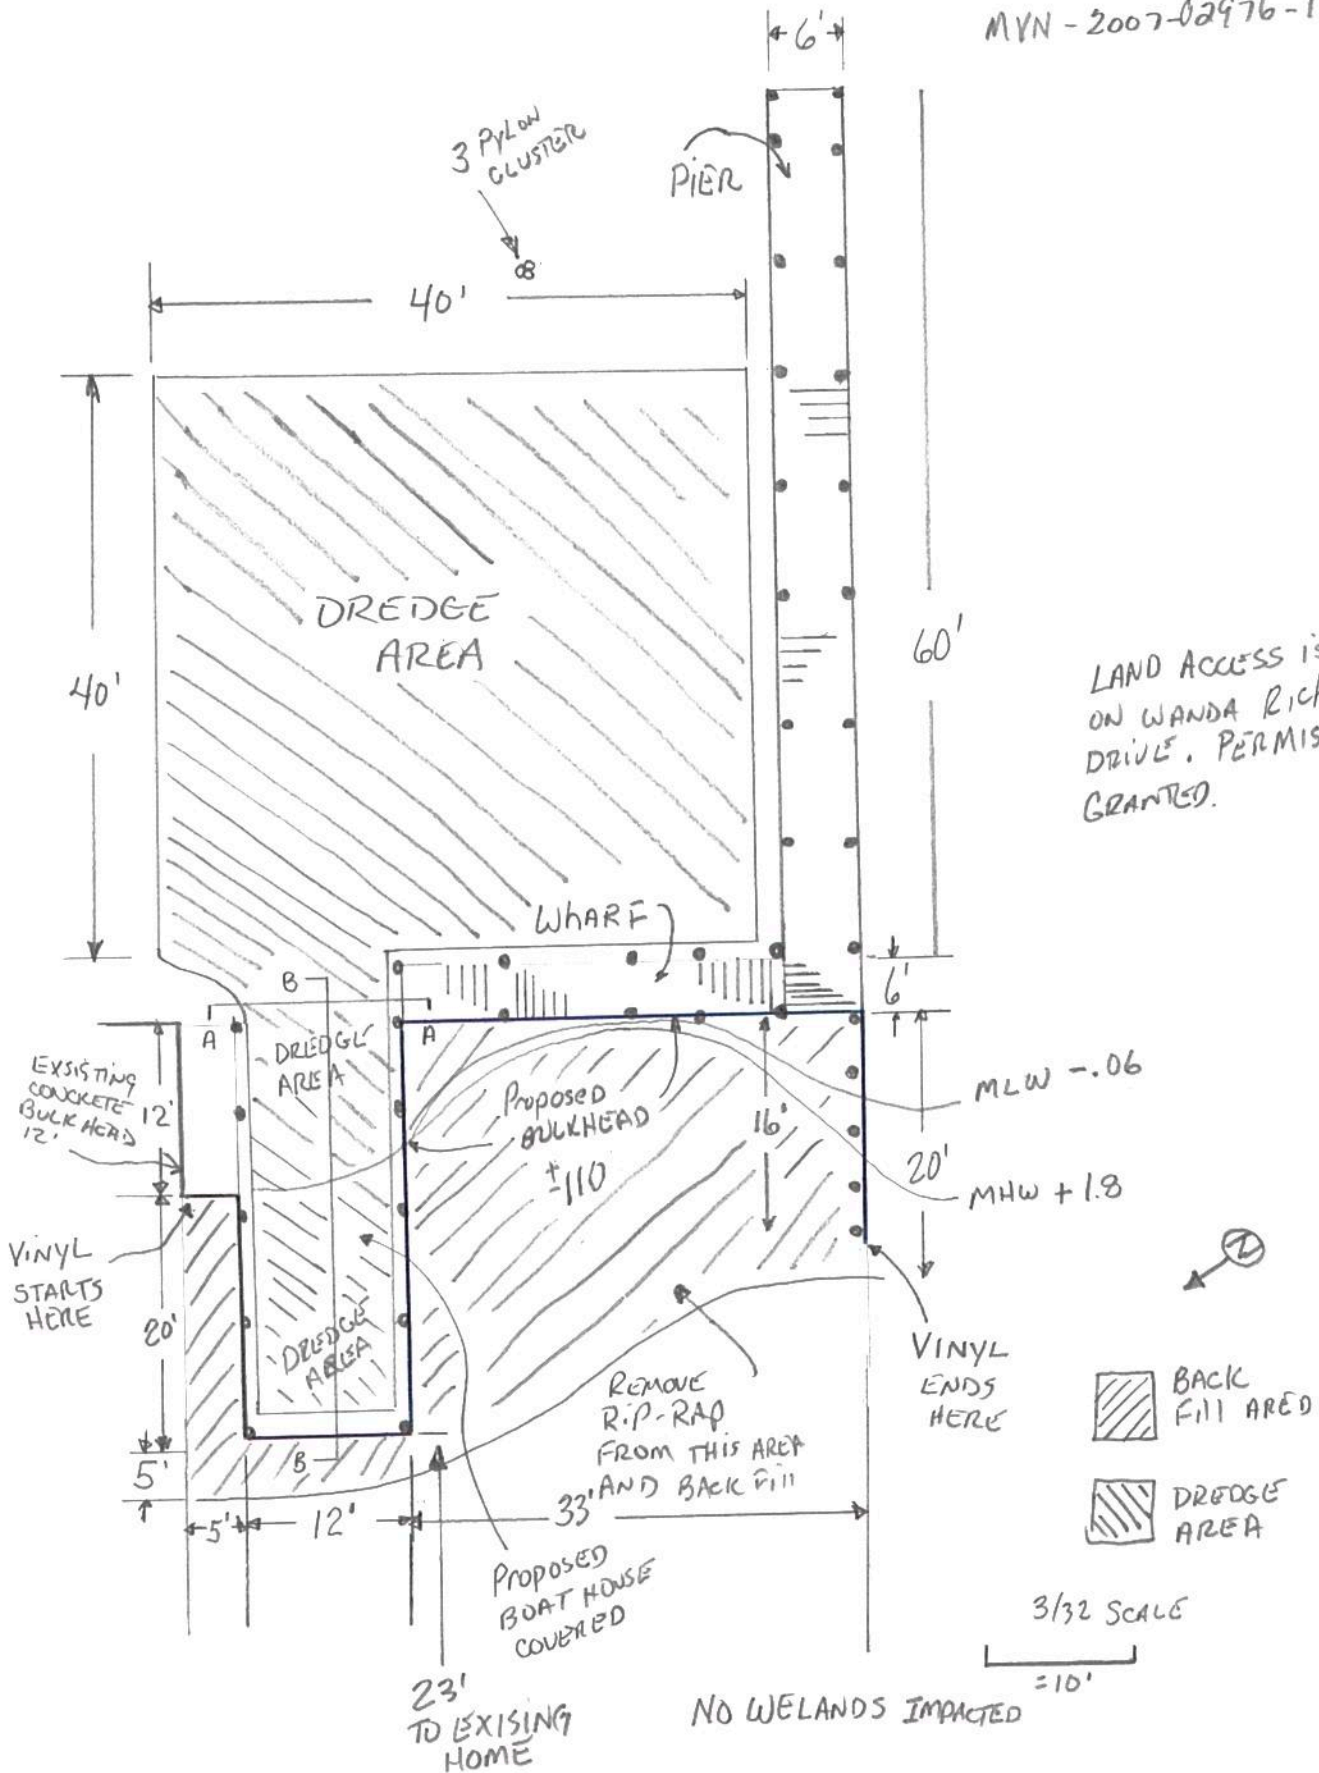 MVN - 2007-02976-1
6'
3 PYLON
CLUSTER
PIER
40'
40'
DREDGE
AREA
60'
LAND ACCESS IS
ON WANDA RICH
DRIVE. PERMIS
GRANTED.
WHARF
6'
B
A
A
DREDGE
AREA
EXSISTING
CONCRETE
BULKHEAD
12'
12'
Proposed
BULKHEAD
±110
16'
20'
MLW -.06
MHW +1.8
VINYL
STARTS
HERE
20'
DREDGE
AREA
B
5'
5'
12'
33'
REMOVE
RIP-RAP
FROM THIS AREA
AND BACK Fill
VINYL
ENDS
HERE
Z
BACK
Fill ARED
DREDGE
AREA
Proposed
BOAT HOUSE
COVERED
3/32 SCALE
=10'
23'
TO EXISING
HOME
NO WELANDS IMPACTED